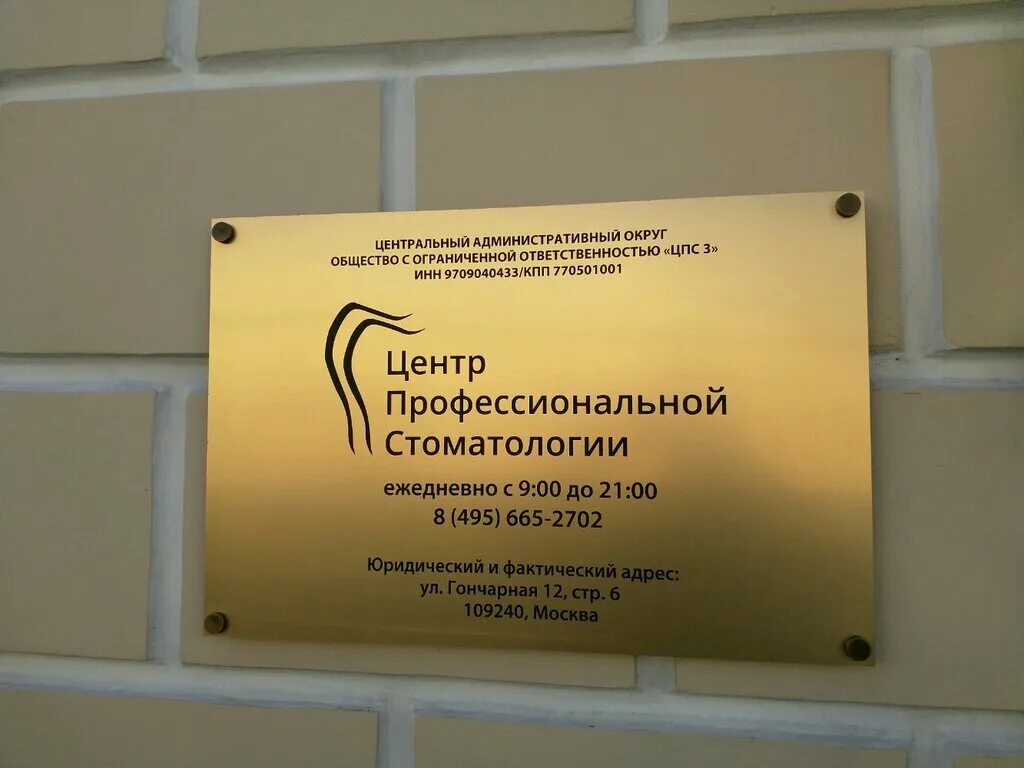 ЦЕНТРАЛЬНЫЙ АДМИНИСТРАТИВНЫЙ ОКРУГ
ОБЩЕСТВО С ОГРАНИЧЕННОЙ ОТВЕТСТВЕННОСТЬЮ «ЦПС 3»
ИНН 9709040433/КПП 770501001
Центр
Профессиональной
Стоматологии
ежедневно с 9:00 до 21:00
8 (495) 665-2702
Юридический и фактический адрес:
ул. Гончарная 12, стр. 6
109240, Москва